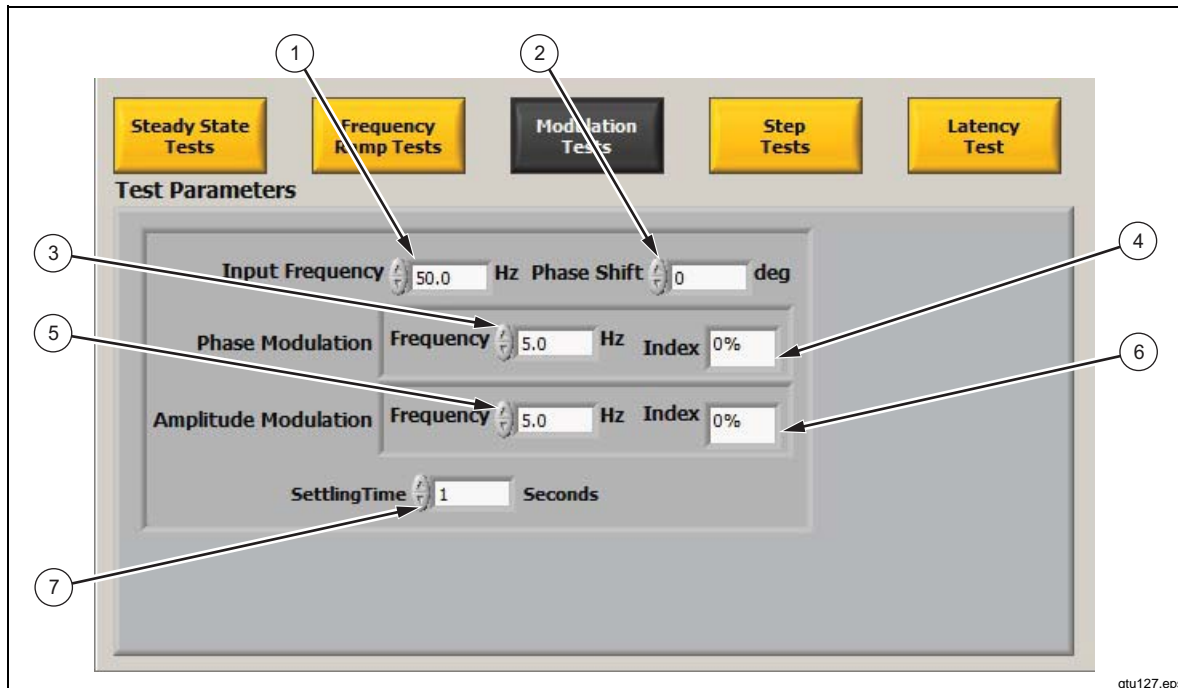 1
2
Steady State
Tests
Frequency
Ramp Tests
Modulation
Tests
Step
Tests
Latency
Test
Test Parameters
3
4
Input Frequency 50.0 Hz Phase Shift 0 deg
5
6
Phase Modulation Frequency 5.0 Hz Index 0%
Amplitude Modulation Frequency 5.0 Hz Index 0%
SettlingTime 1 Seconds
7
gtu127.eps